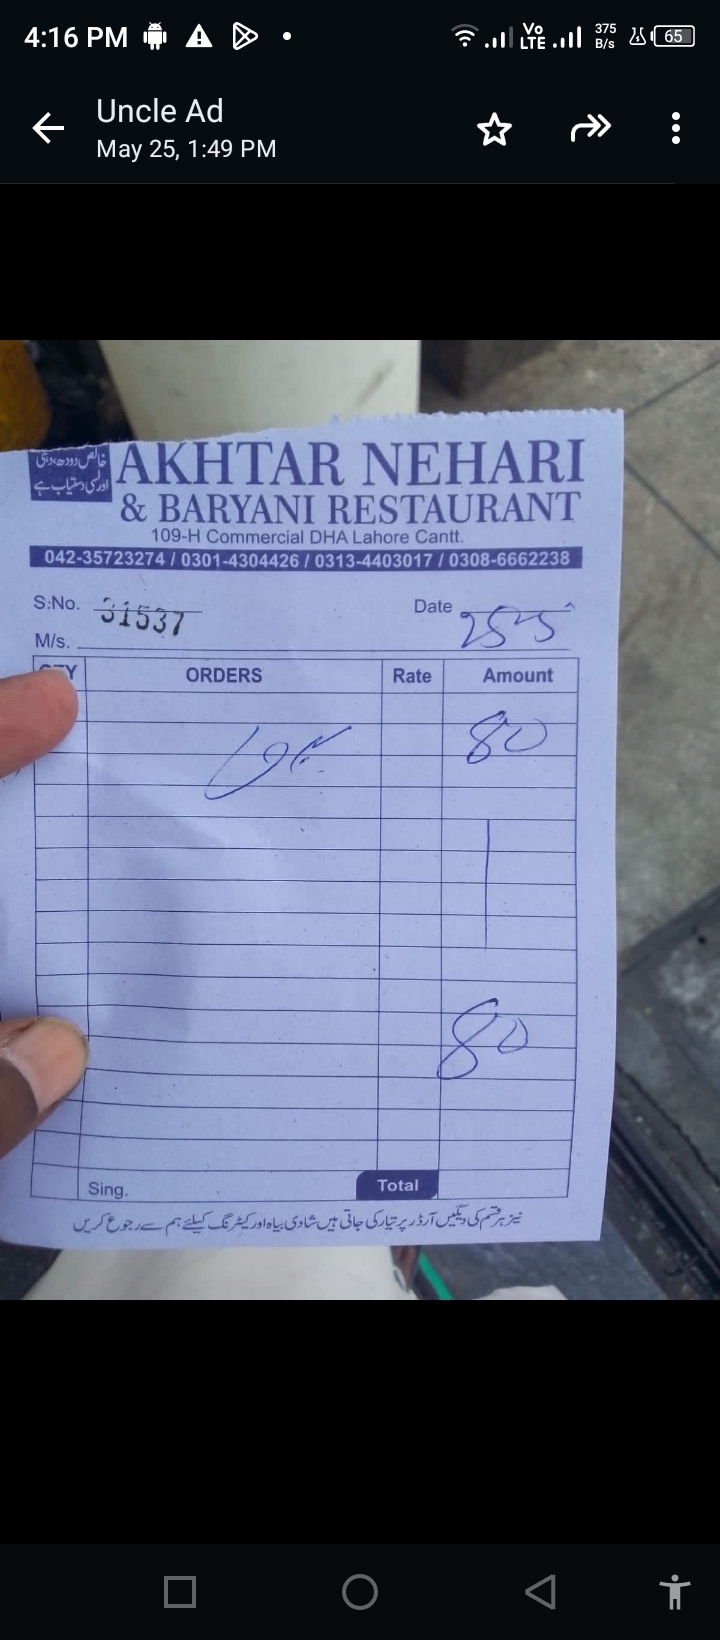 4:16 PM
Vo LTE 375 B/s 65
Uncle Ad
May 25, 1:49 PM
خالص دودھ، دہی
اور لسی دستیاب ہے
AKHTAR NEHARI
& BARYANI RESTAURANT
109-H Commercial DHA Lahore Cantt.
042-35723274 / 0301-4304426 / 0313-4403017 / 0308-6662238
S:No. 31537 Date 25-5
M/s.
QTY ORDERS Rate Amount
80
80
Sing. Total
نیز ہر قسم کی دیگیں آرڈر پر تیار کی جاتی ہیں شادی بیاہ اور کیٹرنگ کیلئے ہم سے رجوع کریں